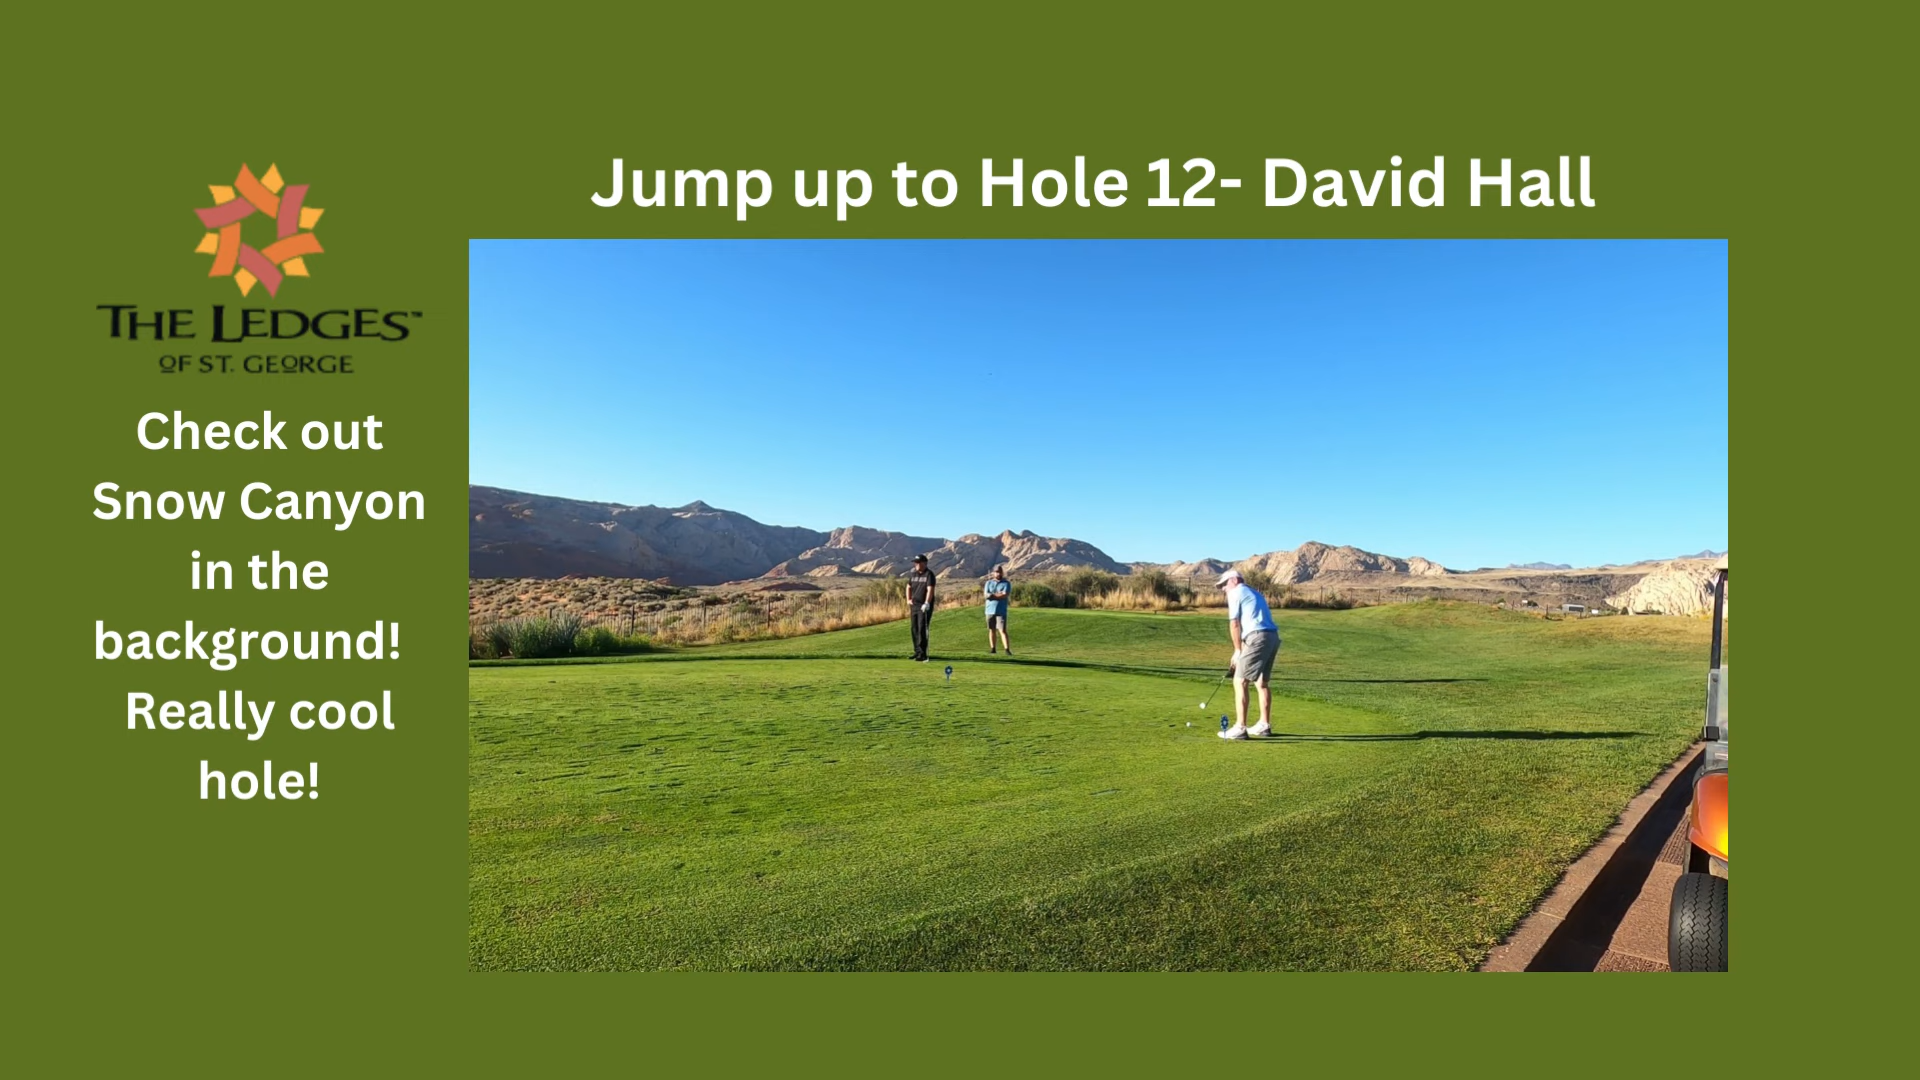 Jump up to Hole 12- David Hall
THE LEDGES™
OF ST. GEORGE
Check out
Snow Canyon
in the
background!
Really cool
hole!